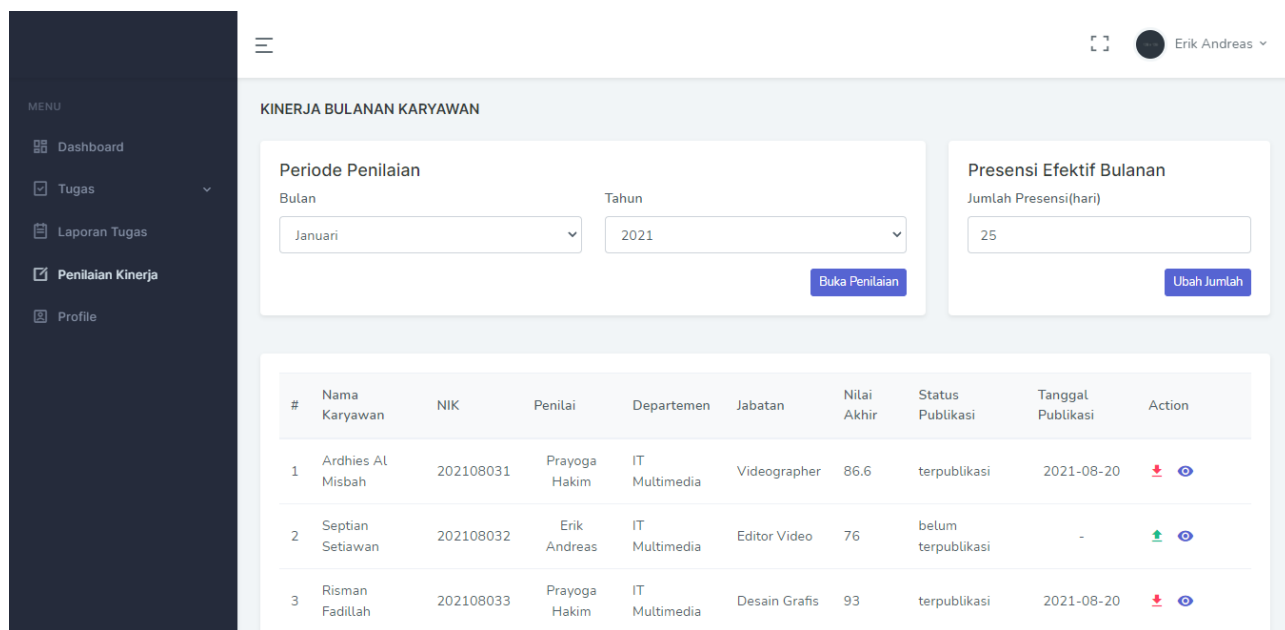 Erik Andreas
MENU
KINERJA BULANAN KARYAWAN
Dashboard
Tugas
Laporan Tugas
Penilaian Kinerja
Profile
Periode Penilaian
Bulan Tahun
Januari 2021
Buka Penilaian
Presensi Efektif Bulanan
Jumlah Presensi(hari)
25
Ubah Jumlah
# Nama Karyawan NIK Penilai Departemen Jabatan Nilai Akhir Status Publikasi Tanggal Publikasi Action
1 Ardhies Al Misbah 202108031 Prayoga Hakim IT Multimedia Videographer 86.6 terpublikasi 2021-08-20
2 Septian Setiawan 202108032 Erik Andreas IT Multimedia Editor Video 76 belum terpublikasi -
3 Risman Fadillah 202108033 Prayoga Hakim IT Multimedia Desain Grafis 93 terpublikasi 2021-08-20